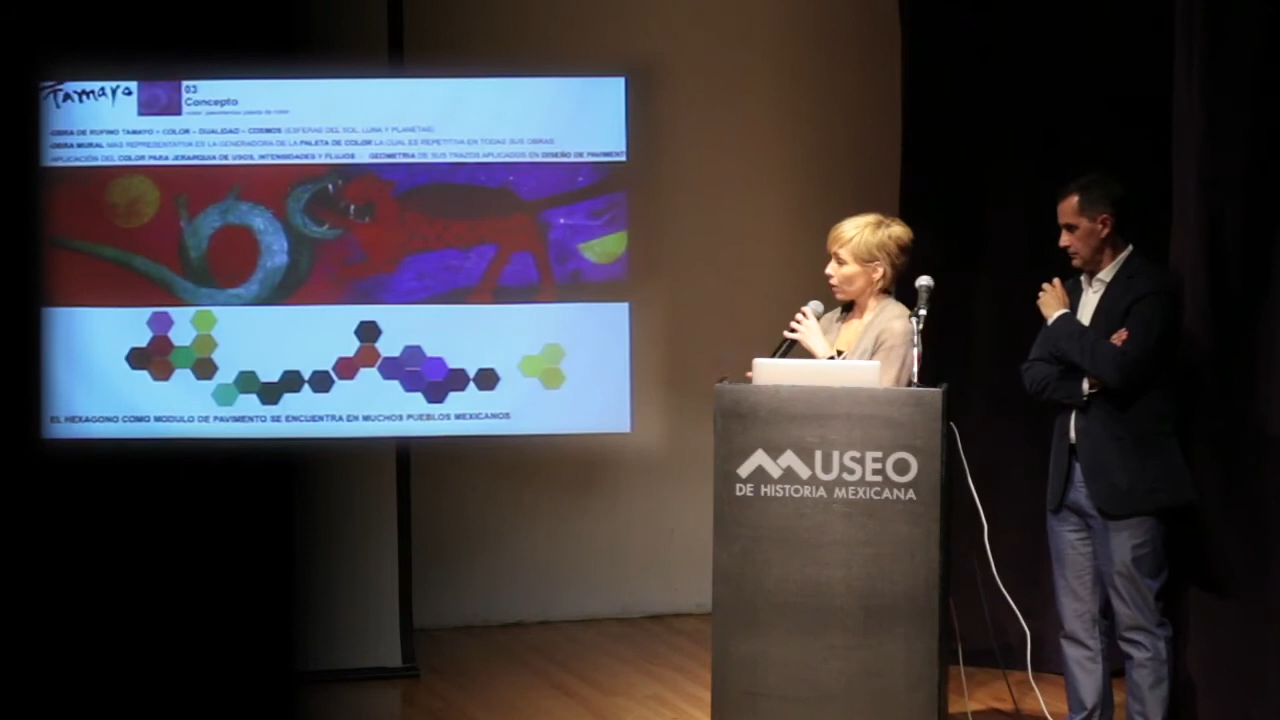 Tamayo
03
Concepto
OBRA DE RUFINO TAMAYO = COLOR – DUALIDAD – COSMOS (ESFERAS DEL SOL, LUNA Y PLANETAS)
OBRA MURAL MAS REPRESENTATIVA ES LA GENERADORA DE LA PALETA DE COLOR LA CUAL ES REPETITIVA EN TODAS SUS OBRAS
APLICACIÓN DEL COLOR PARA JERARQUIA DE USOS, INTENSIDADES Y FLUJOS GEOMETRIA DE SUS TRAZOS APLICADOS EN DISEÑO DE PAVIMENT
EL HEXAGONO COMO MODULO DE PAVIMENTO SE ENCUENTRA EN MUCHOS PUEBLOS MEXICANOS
MUSEO
DE HISTORIA MEXICANA